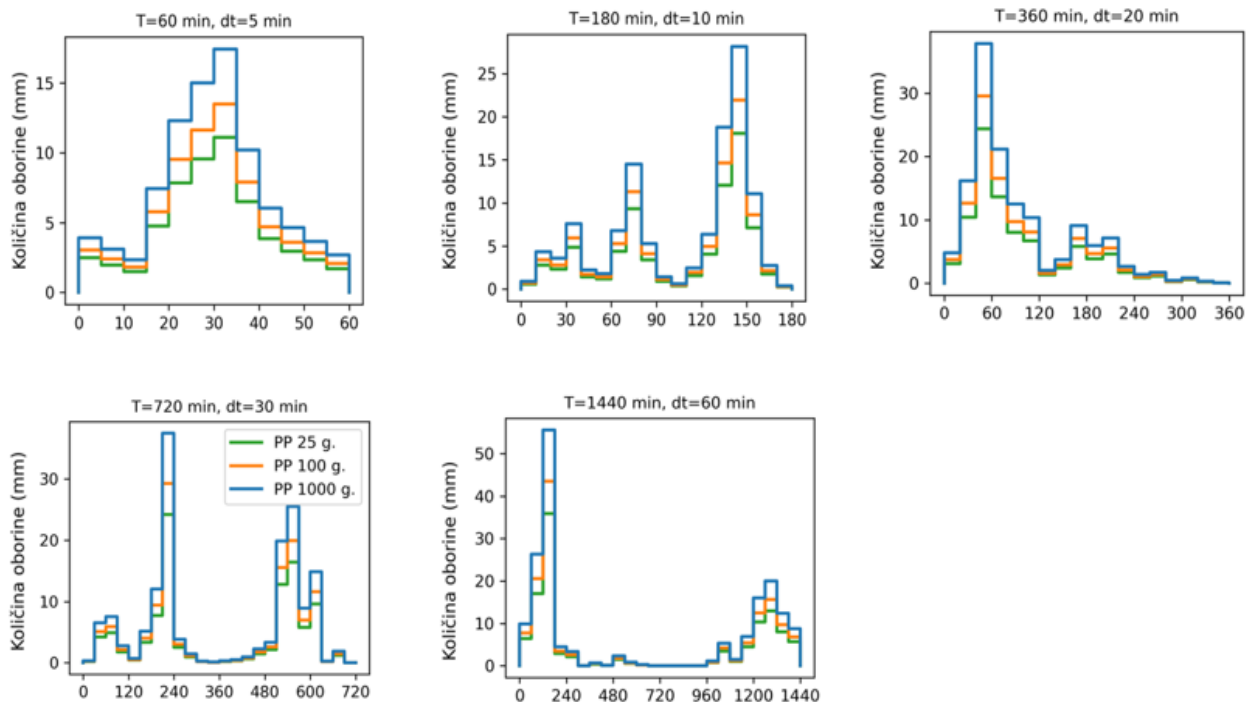 T=60 min, dt=5 min
Količina oborine (mm)
15
10
5
0
0 10 20 30 40 50 60
T=180 min, dt=10 min
Količina oborine (mm)
25
20
15
10
5
0
0 30 60 90 120 150 180
T=360 min, dt=20 min
Količina oborine (mm)
30
20
10
0
0 60 120 180 240 300 360
T=720 min, dt=30 min
Količina oborine (mm)
30
20
10
0
PP 25 g.
PP 100 g.
PP 1000 g.
0 120 240 360 480 600 720
T=1440 min, dt=60 min
Količina oborine (mm)
50
40
30
20
10
0
0 240 480 720 960 1200 1440